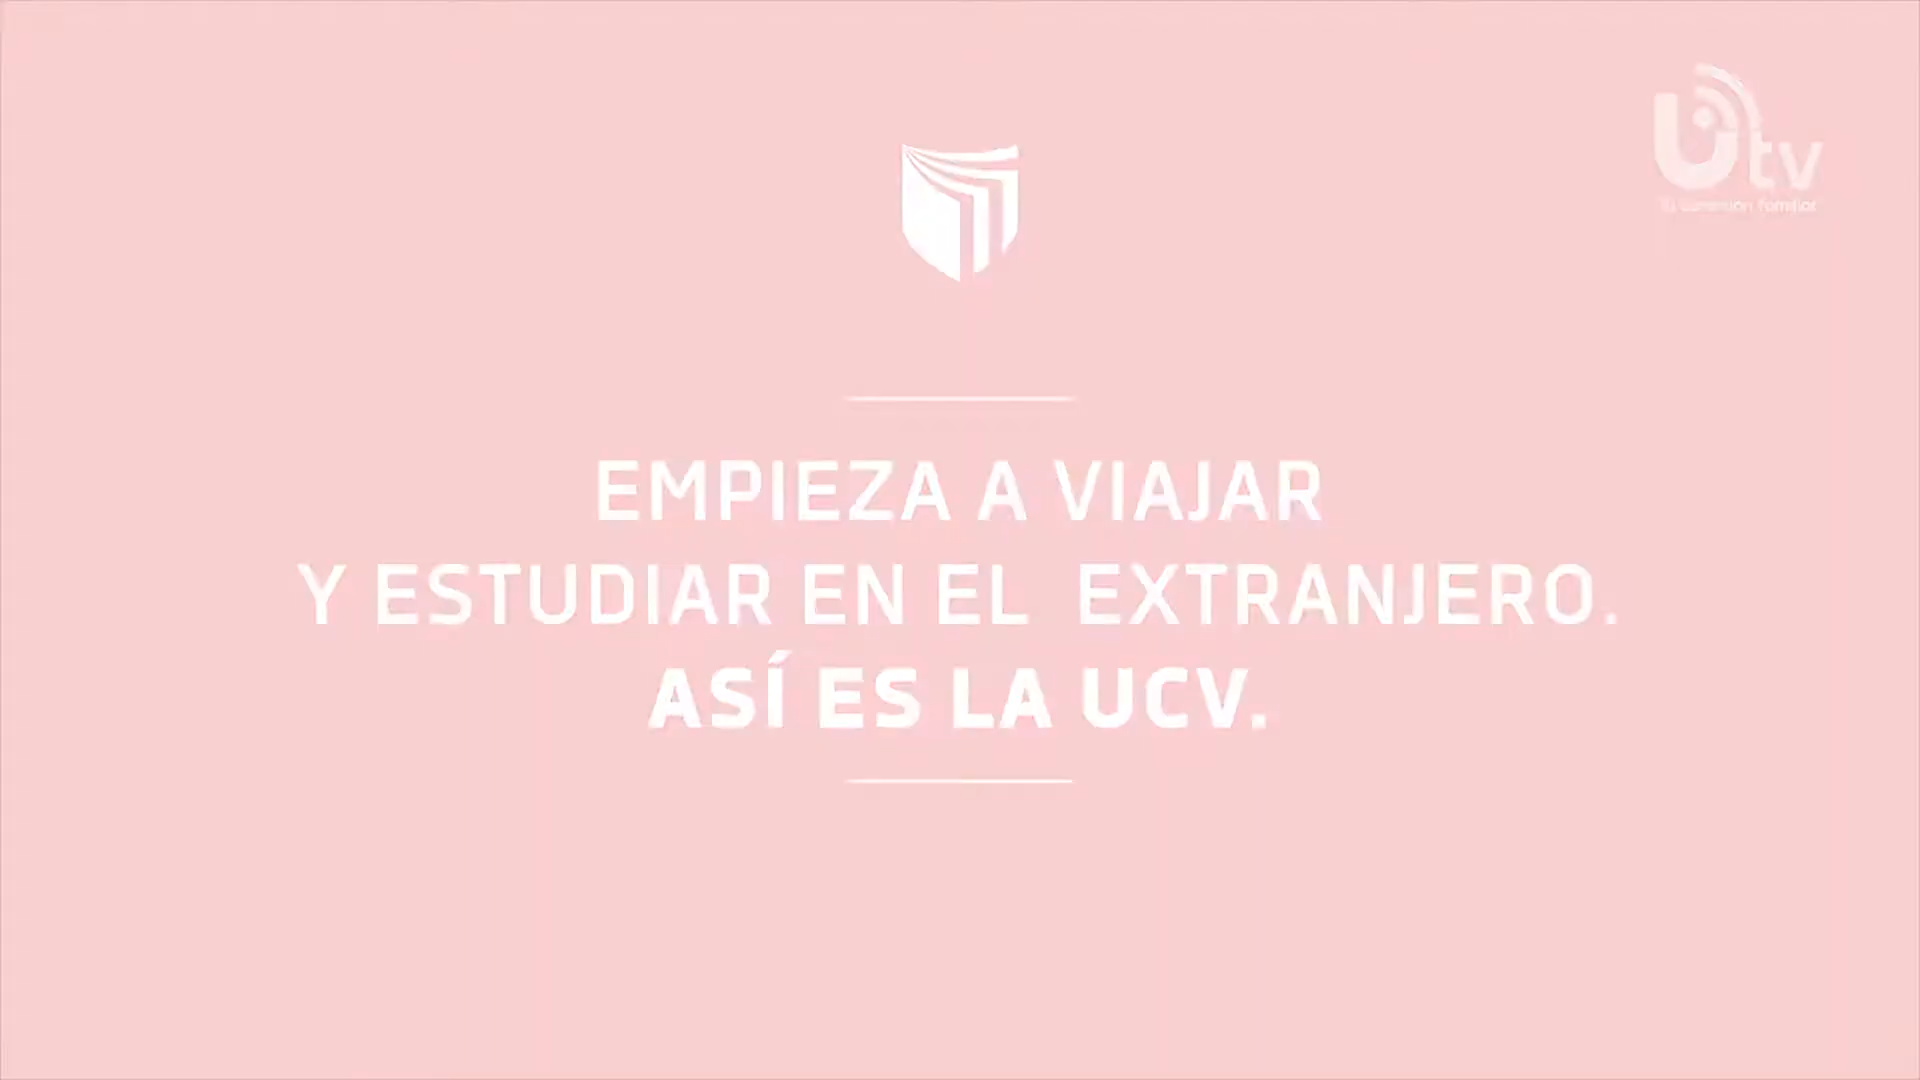 Utv
EMPIEZA A VIAJAR
Y ESTUDIAR EN EL EXTRANJERO.
ASÍ ES LA UCV.